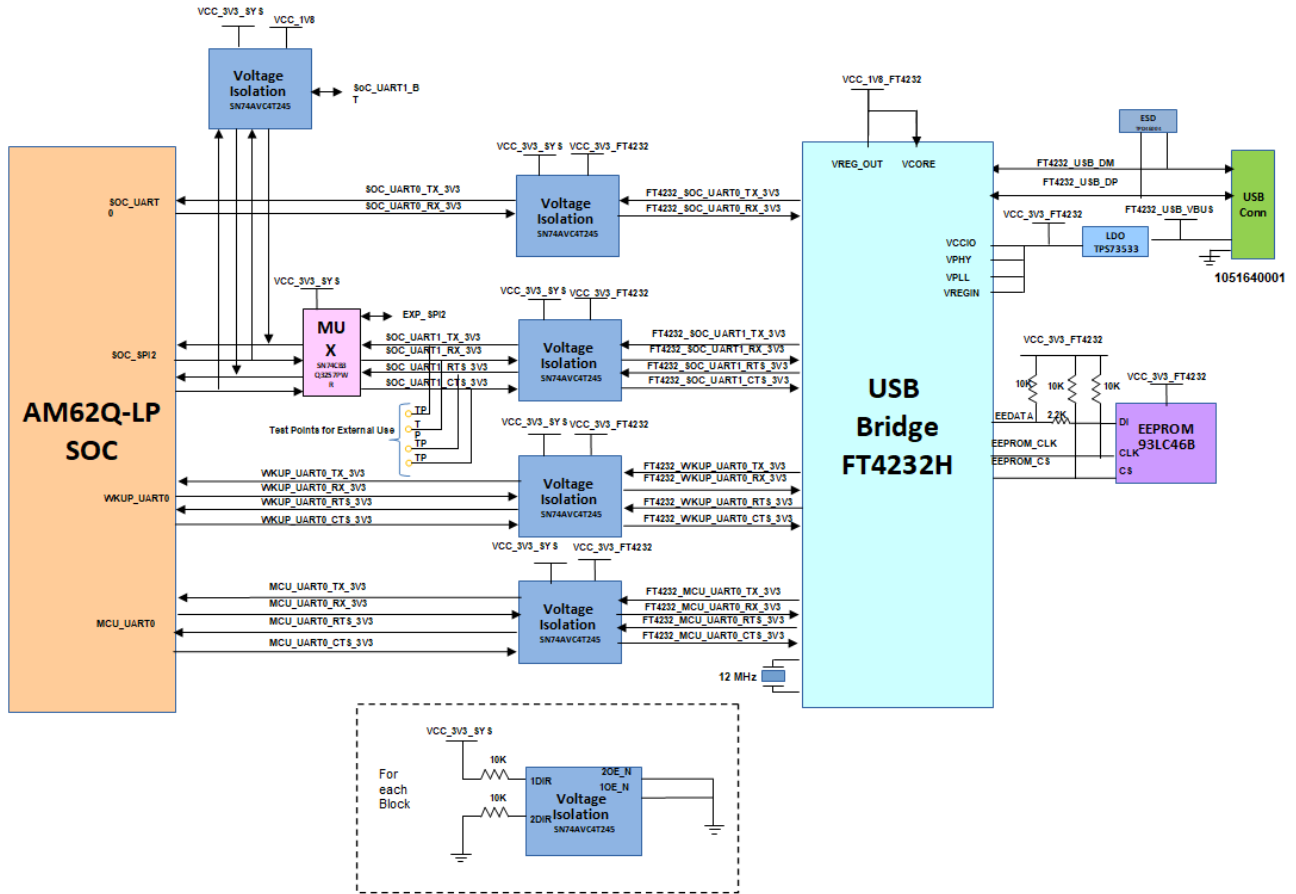 VCC_3V3_SYS
VCC_1V8
Voltage
Isolation
SN74AVC4T245
SoC_UART1_B
T
VCC_1V8_FT4232
VREG_OUT
VCORE
ESD
FT4232_USB_DM
FT4232_USB_DP
USB
Conn
1051640001
VCC_3V3_FT4232
FT4232_USB_VBUS
LDO
TPS73533
VCCIO
VPHY
VPLL
VREGIN
AM62Q-LP
SOC
SOC_UART
0
SOC_UART0_TX_3V3
SOC_UART0_RX_3V3
VCC_3V3_SYS
VCC_3V3_FT4232
Voltage
Isolation
SN74AVC4T245
FT4232_SOC_UART0_TX_3V3
FT4232_SOC_UART0_RX_3V3
SOC_SPI2
VCC_3V3_SYS
MU
X
SN74CB3
Q3257PW
R
EXP_SPI2
SOC_UART1_TX_3V3
SOC_UART1_RX_3V3
SOC_UART1_RTS_3V3
SOC_UART1_CTS_3V3
VCC_3V3_SYS
VCC_3V3_FT4232
Voltage
Isolation
SN74AVC4T245
FT4232_SOC_UART1_TX_3V3
FT4232_SOC_UART1_RX_3V3
FT4232_SOC_UART1_RTS_3V3
FT4232_SOC_UART1_CTS_3V3
USB
Bridge
FT4232H
Test Points for External Use
TP
T
P
TP
TP
WKUP_UART0
WKUP_UART0_TX_3V3
WKUP_UART0_RX_3V3
WKUP_UART0_RTS_3V3
WKUP_UART0_CTS_3V3
VCC_3V3_SYS
VCC_3V3_FT4232
Voltage
Isolation
SN74AVC4T245
FT4232_WKUP_UART0_TX_3V3
FT4232_WKUP_UART0_RX_3V3
FT4232_WKUP_UART0_RTS_3V3
FT4232_WKUP_UART0_CTS_3V3
VCC_3V3_FT4232
10K
10K
10K
VCC_3V3_FT4232
EEDATA
2.2K
EEPROM_CLK
EEPROM_CS
DI
EEPROM
93LC46B
CLK
CS
MCU_UART0
MCU_UART0_TX_3V3
MCU_UART0_RX_3V3
MCU_UART0_RTS_3V3
MCU_UART0_CTS_3V3
VCC_3V3_SYS
VCC_3V3_FT4232
Voltage
Isolation
SN74AVC4T245
FT4232_MCU_UART0_TX_3V3
FT4232_MCU_UART0_RX_3V3
FT4232_MCU_UART0_RTS_3V3
FT4232_MCU_UART0_CTS_3V3
12 MHz
For
each
Block
VCC_3V3_SYS
10K
10K
1DIR
2DIR
2OE_N
1OE_N
Voltage
Isolation
SN74AVC4T245